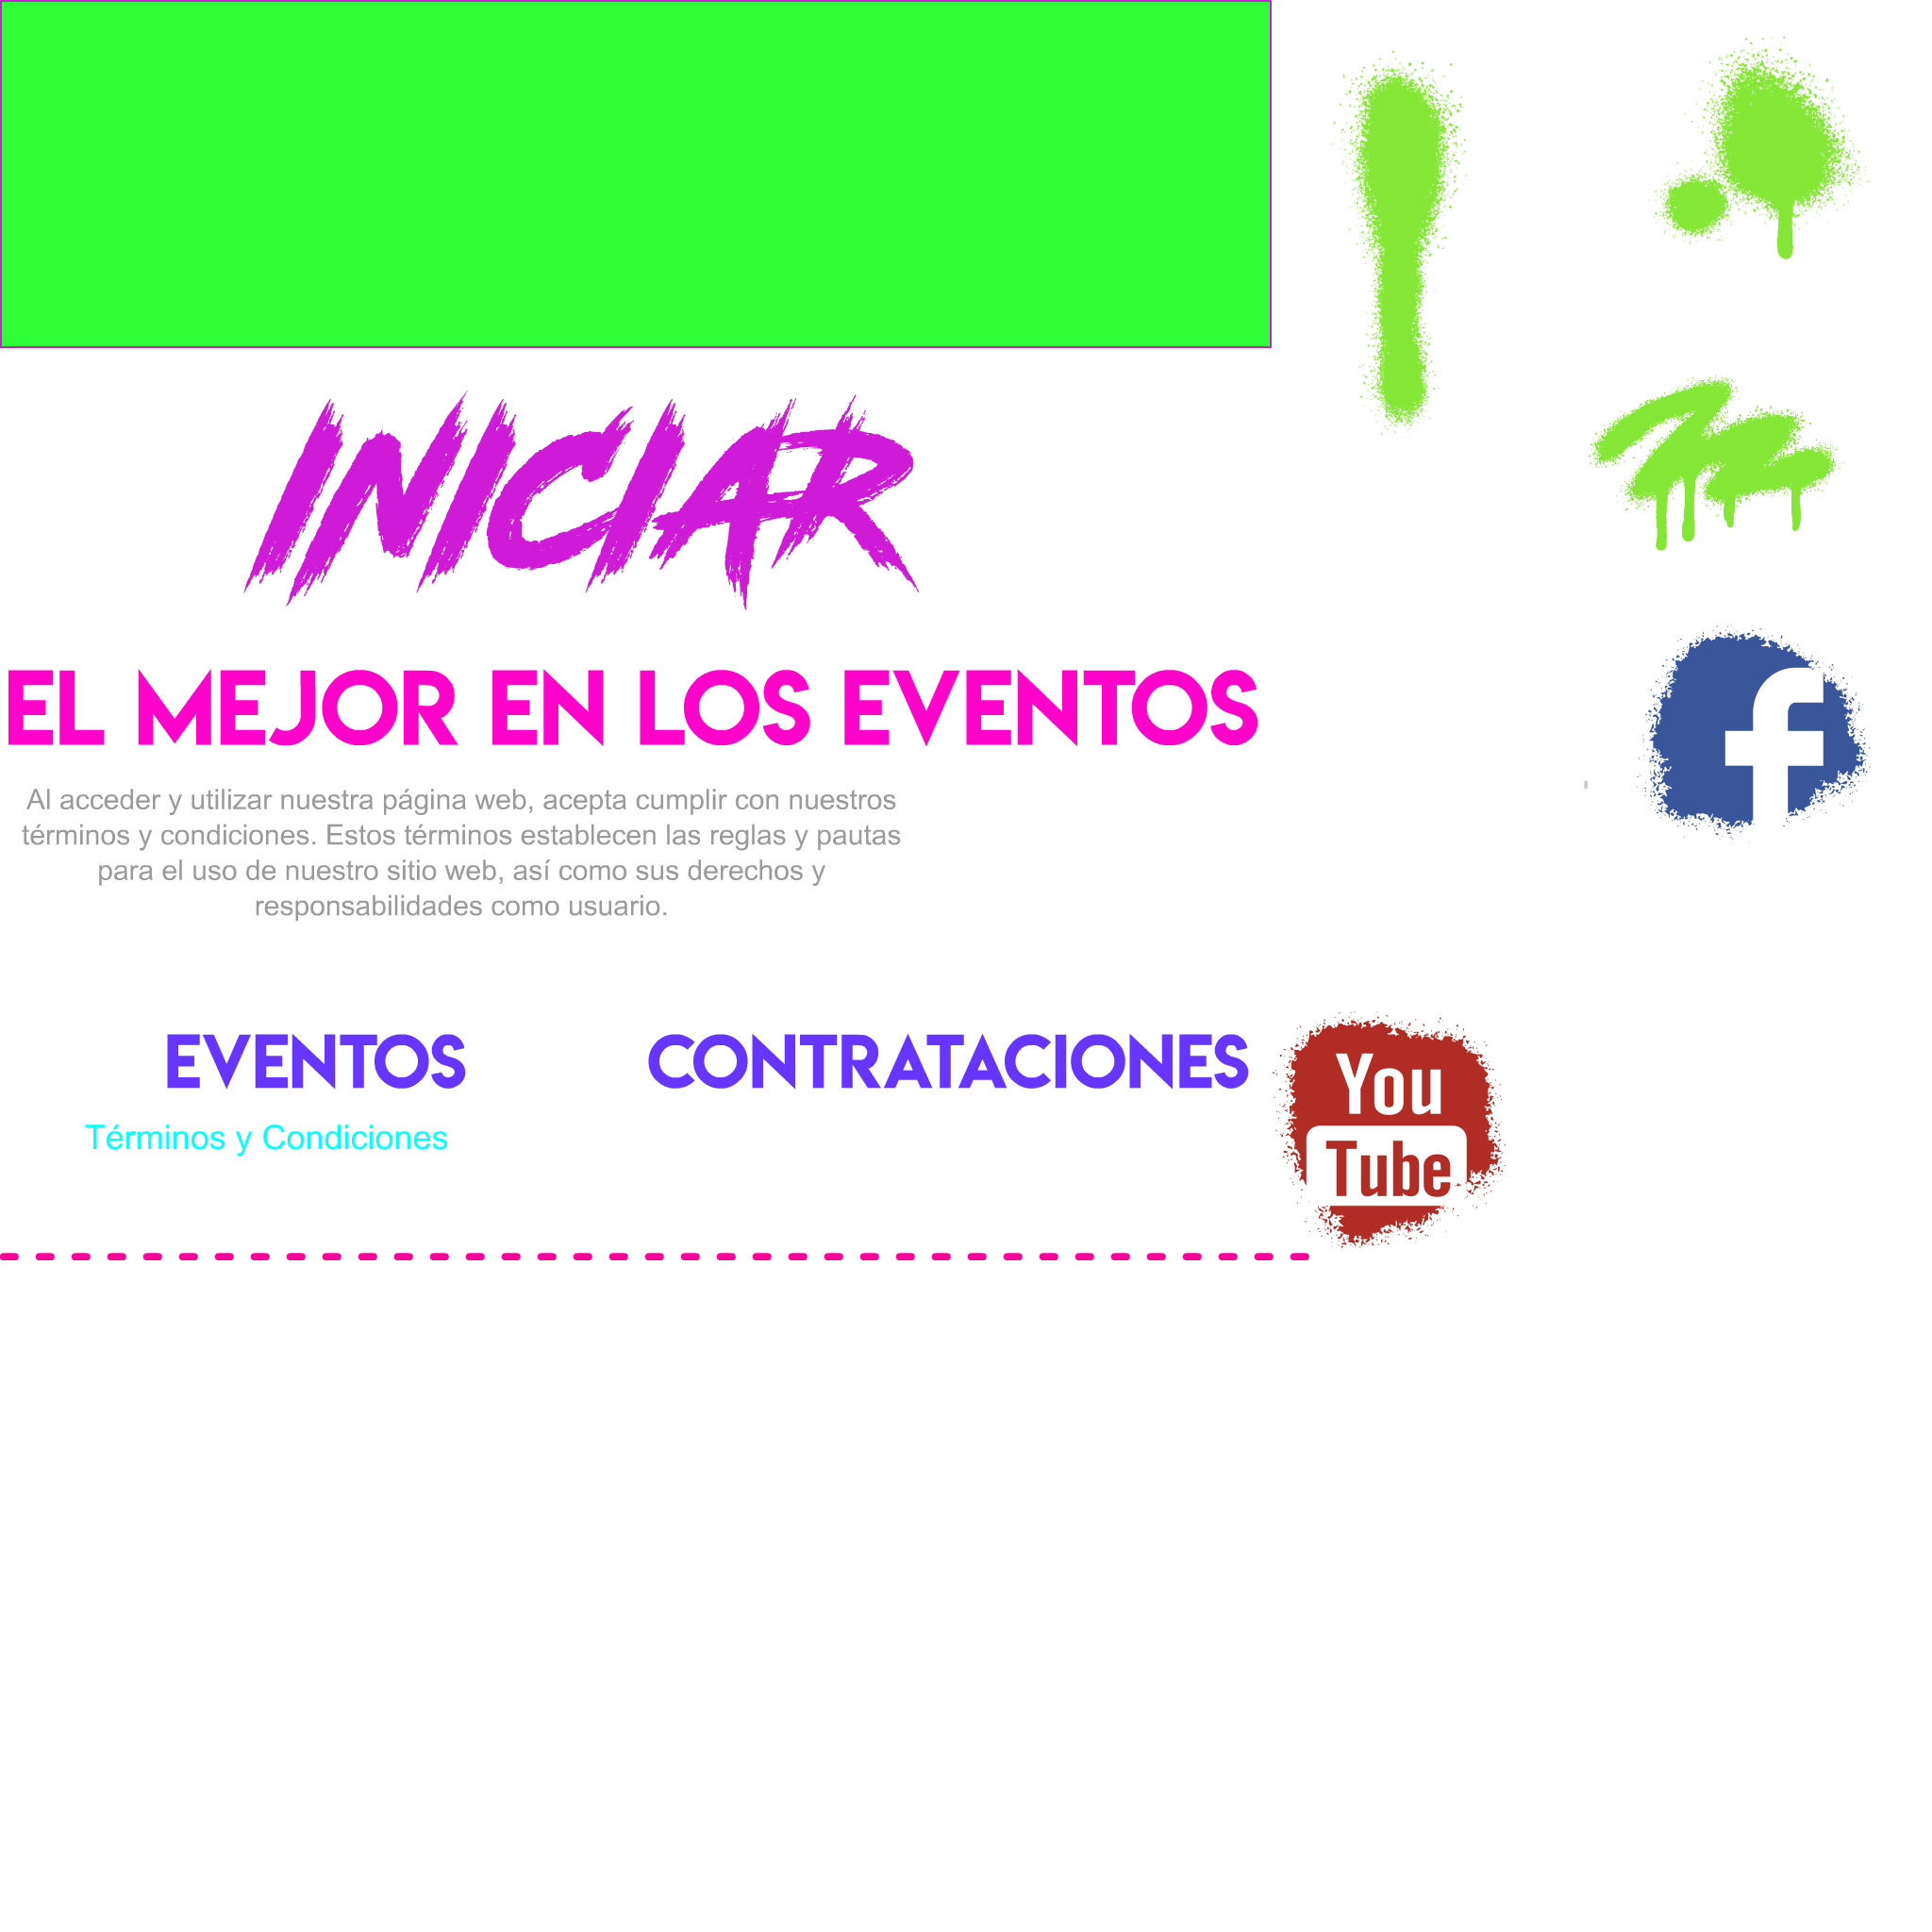 INICIAR
EL MEJOR EN LOS EVENTOS
Al acceder y utilizar nuestra página web, acepta cumplir con nuestros
términos y condiciones. Estos términos establecen las reglas y pautas
para el uso de nuestro sitio web, así como sus derechos y
responsabilidades como usuario.
f
EVENTOS
CONTRATACIONES
Términos y Condiciones
You
Tube